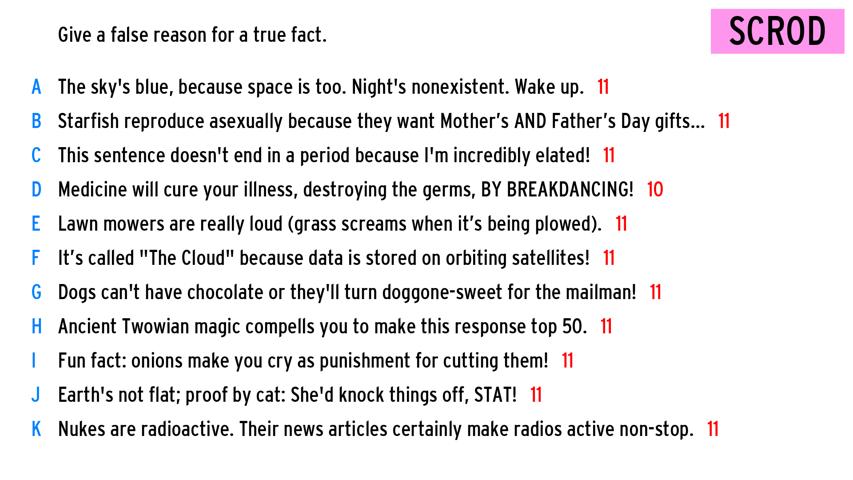 Give a false reason for a true fact.
SCROD
A The sky's blue, because space is too. Night's nonexistent. Wake up. 11
B Starfish reproduce asexually because they want Mother’s AND Father’s Day gifts... 11
C This sentence doesn't end in a period because I'm incredibly elated! 11
D Medicine will cure your illness, destroying the germs, BY BREAKDANCING! 10
E Lawn mowers are really loud (grass screams when it’s being plowed). 11
F It’s called "The Cloud" because data is stored on orbiting satellites! 11
G Dogs can't have chocolate or they'll turn doggone-sweet for the mailman! 11
H Ancient Twowian magic compells you to make this response top 50. 11
I Fun fact: onions make you cry as punishment for cutting them! 11
J Earth's not flat; proof by cat: She'd knock things off, STAT! 11
K Nukes are radioactive. Their news articles certainly make radios active non-stop. 11